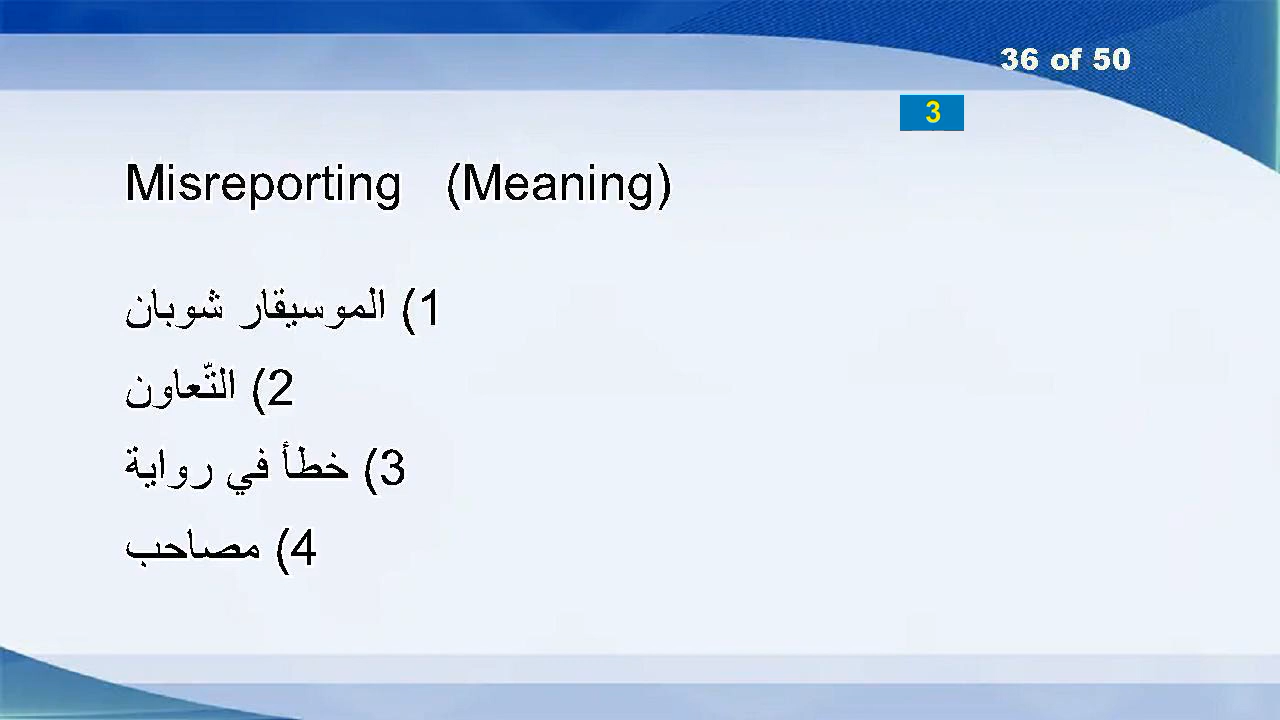 36 of 50
3
Misreporting (Meaning)
1) الموسيقار شوبان
2) التّعاون
3) خطأ في رواية
4) مصاحب